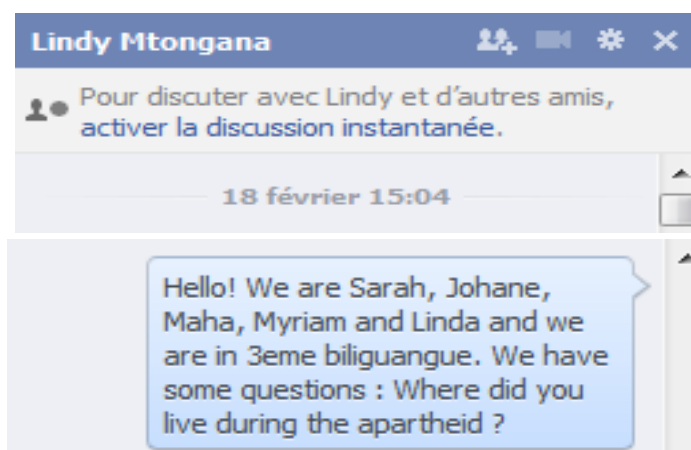 Lindy Mtongana
Pour discuter avec Lindy et d'autres amis,
activer la discussion instantanée.
18 février 15:04
Hello! We are Sarah, Johane,
Maha, Myriam and Linda and we
are in 3eme biliguangue. We have
some questions : Where did you
live during the apartheid ?